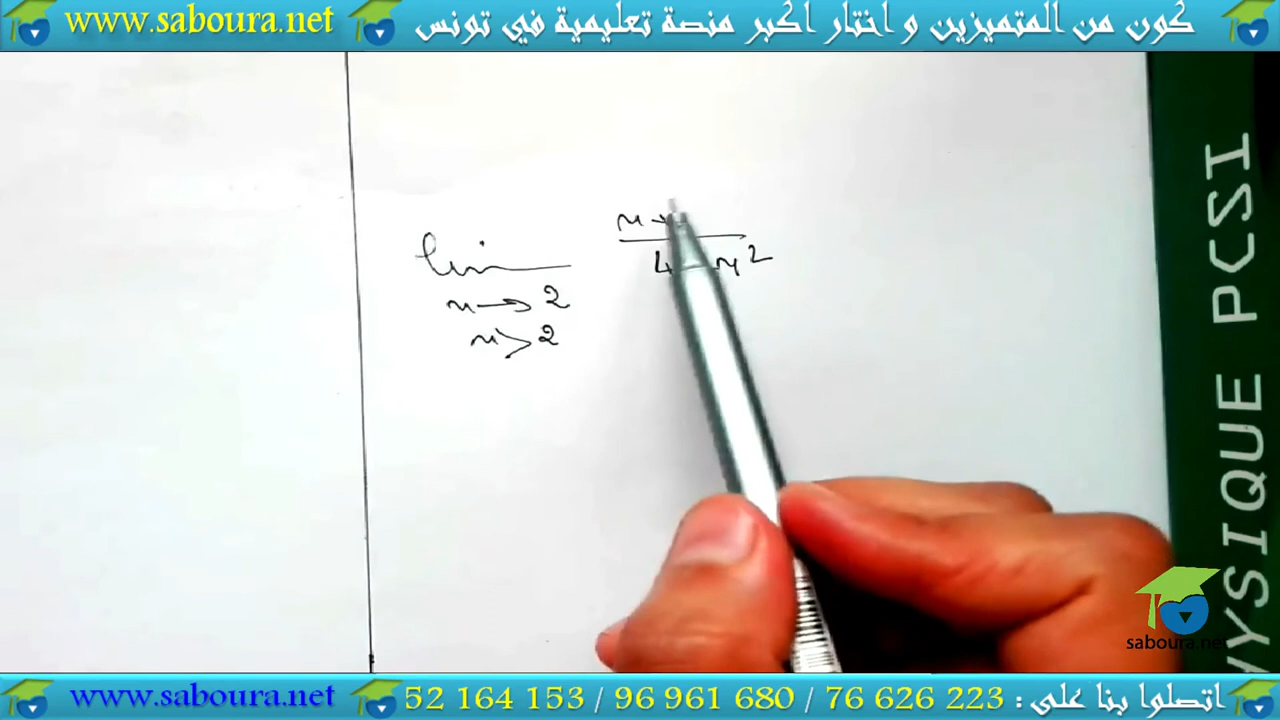 www.saboura.net كون من المتميزين و اختار اكبر منصة تعليمية في تونس
x +
lim 4 - x²
x → 2
x > 2
HYSIQUE PCSI
saboura.net
www.saboura.net 52 164 153 / 96 961 680 / 76 626 223 اتصلوا بنا على :